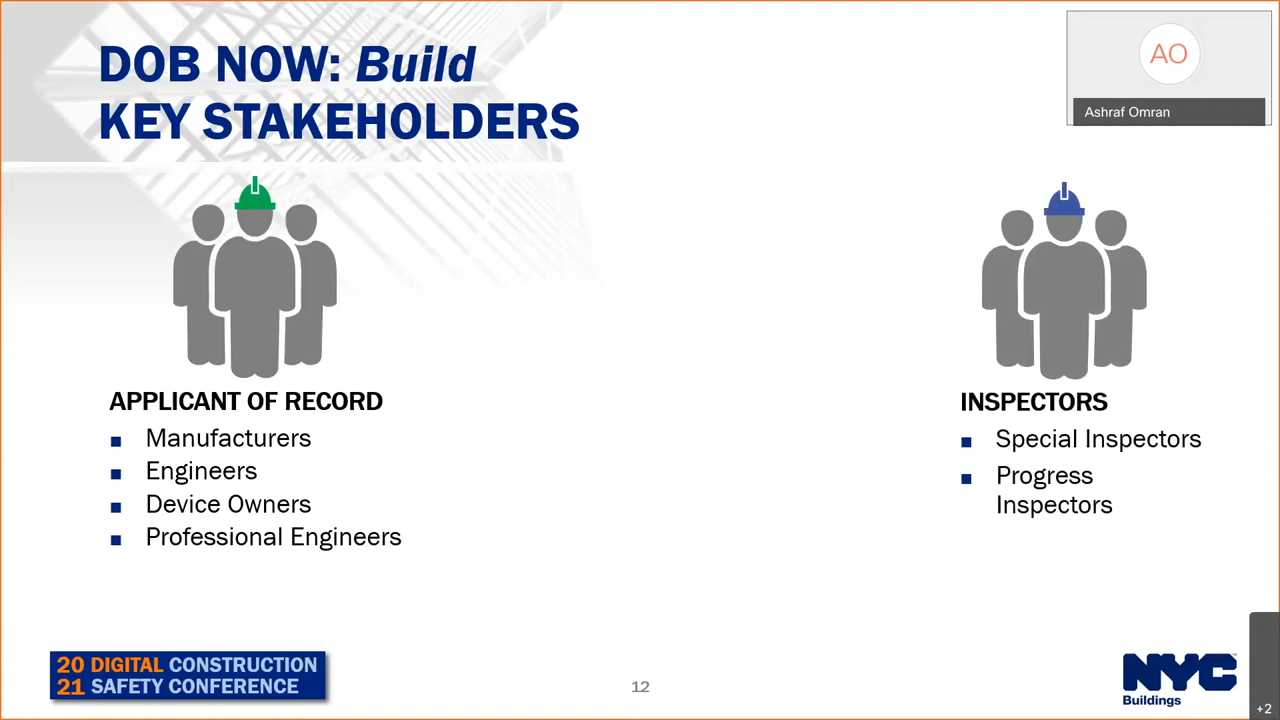 DOB NOW: Build
KEY STAKEHOLDERS
AO
Ashraf Omran
APPLICANT OF RECORD
■ Manufacturers
■ Engineers
■ Device Owners
■ Professional Engineers
INSPECTORS
■ Special Inspectors
■ Progress
Inspectors
20 DIGITAL CONSTRUCTION
21 SAFETY CONFERENCE
12
NYC
Buildings
+2